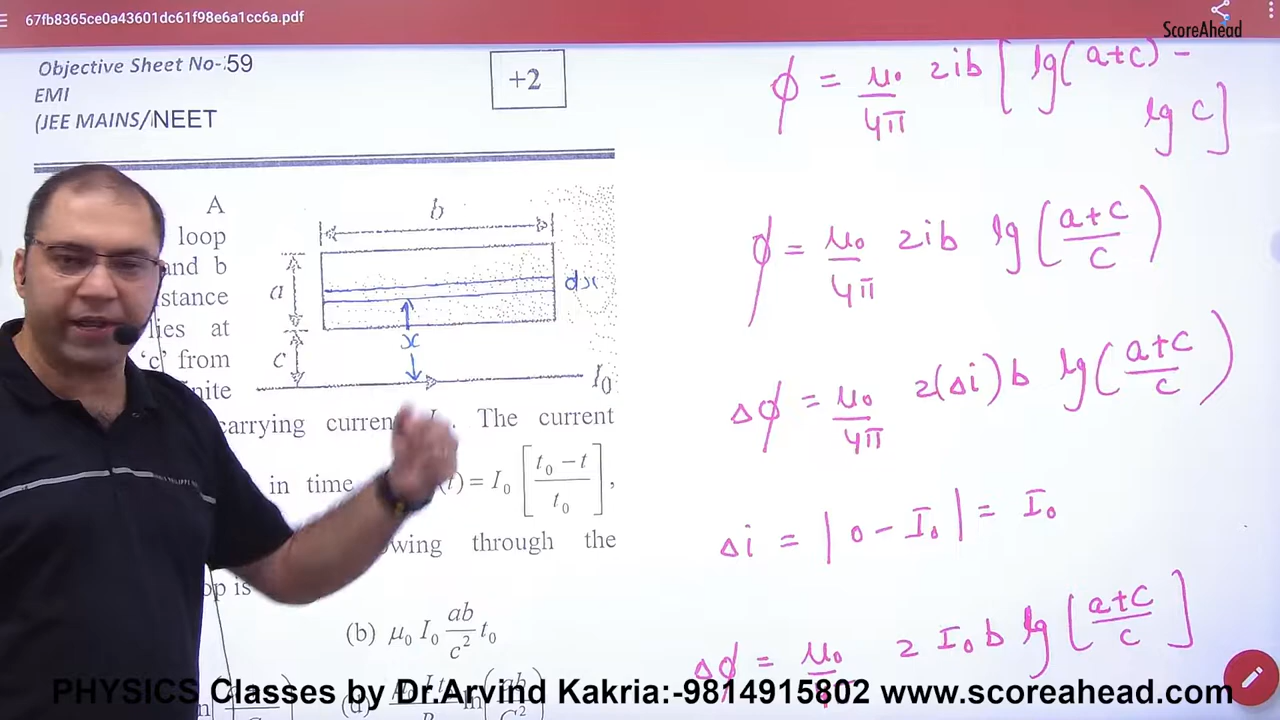 67fb8365ce0a43601dc61f98e6a1cc6a.pdf
ScoreAhead
Objective Sheet No-:59
EMI
(JEE MAINS/NEET
+2
A
loop
and b
stance
lies at
'c' from
finite
carrying current
. The current
in time
(t) = I₀ [t₀ - t / t₀],
owing through the
op is
(b) μ₀ I₀ ab/c² t₀
(d)
b
a
c
dx
x
I₀
ϕ = μ₀/4π 2ib [lg(a+c) -
lg c]
ϕ = μ₀/4π 2ib lg(a+c/c)
Δϕ = μ₀/4π 2(Δi)b lg(a+c/c)
Δi = |0 - I₀| = I₀
Δϕ = μ₀ 2 I₀ b lg[a+c/c]
PHYSICS Classes by Dr.Arvind Kakria:-9814915802 www.scoreahead.com